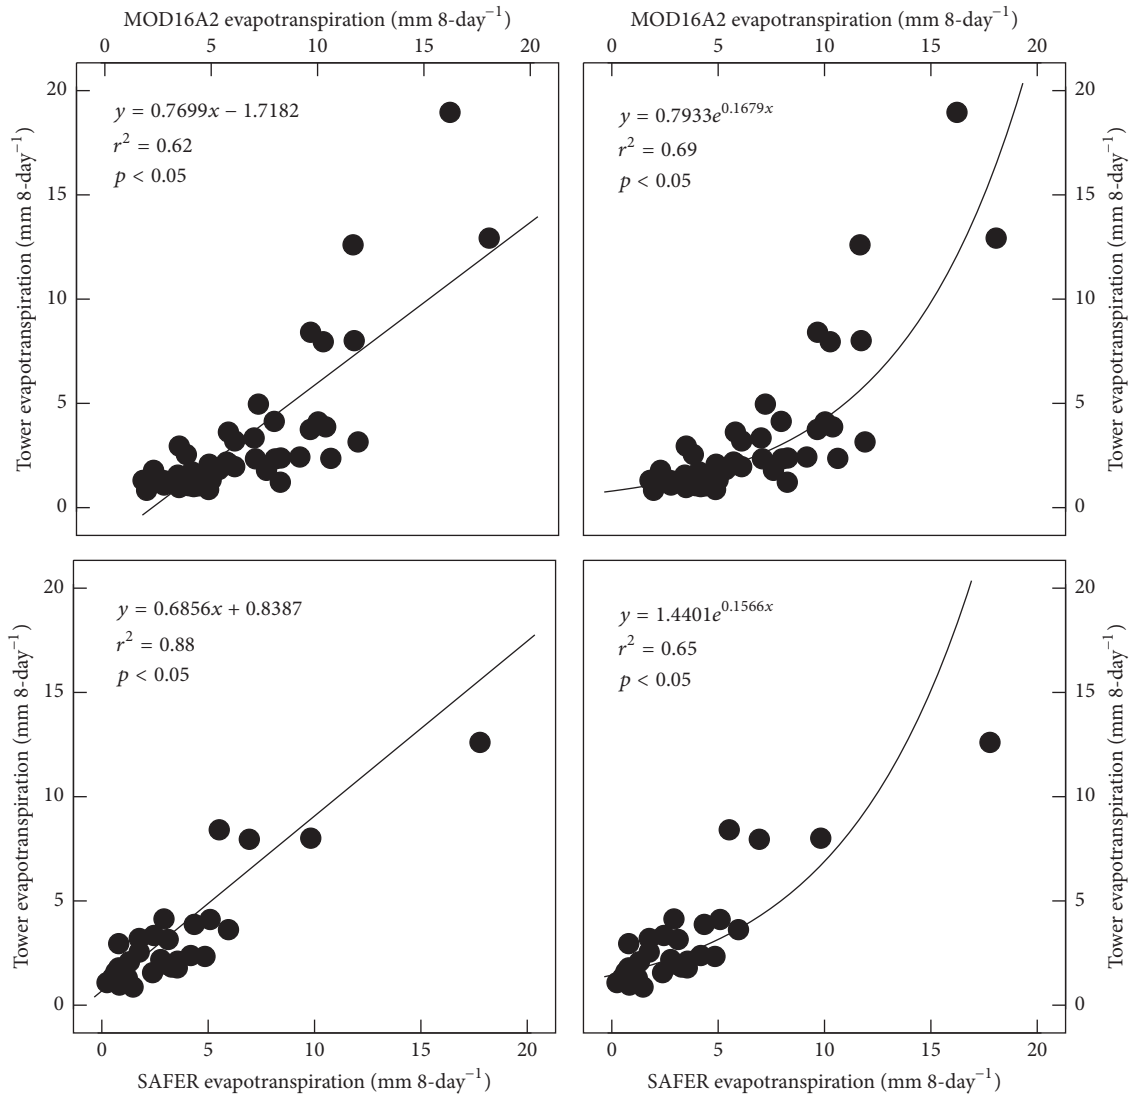 MOD16A2 evapotranspiration (mm 8-day⁻¹)
0 5 10 15 20
MOD16A2 evapotranspiration (mm 8-day⁻¹)
0 5 10 15 20
Tower evapotranspiration (mm 8-day⁻¹)
20
15
10
5
0
y = 0.7699x − 1.7182
r² = 0.62
p < 0.05
y = 0.7933e^0.1679x
r² = 0.69
p < 0.05
20
15
10
5
0
Tower evapotranspiration (mm 8-day⁻¹)
Tower evapotranspiration (mm 8-day⁻¹)
20
15
10
5
0
y = 0.6856x + 0.8387
r² = 0.88
p < 0.05
y = 1.4401e^0.1566x
r² = 0.65
p < 0.05
20
15
10
5
0
Tower evapotranspiration (mm 8-day⁻¹)
0 5 10 15 20
SAFER evapotranspiration (mm 8-day⁻¹)
0 5 10 15 20
SAFER evapotranspiration (mm 8-day⁻¹)